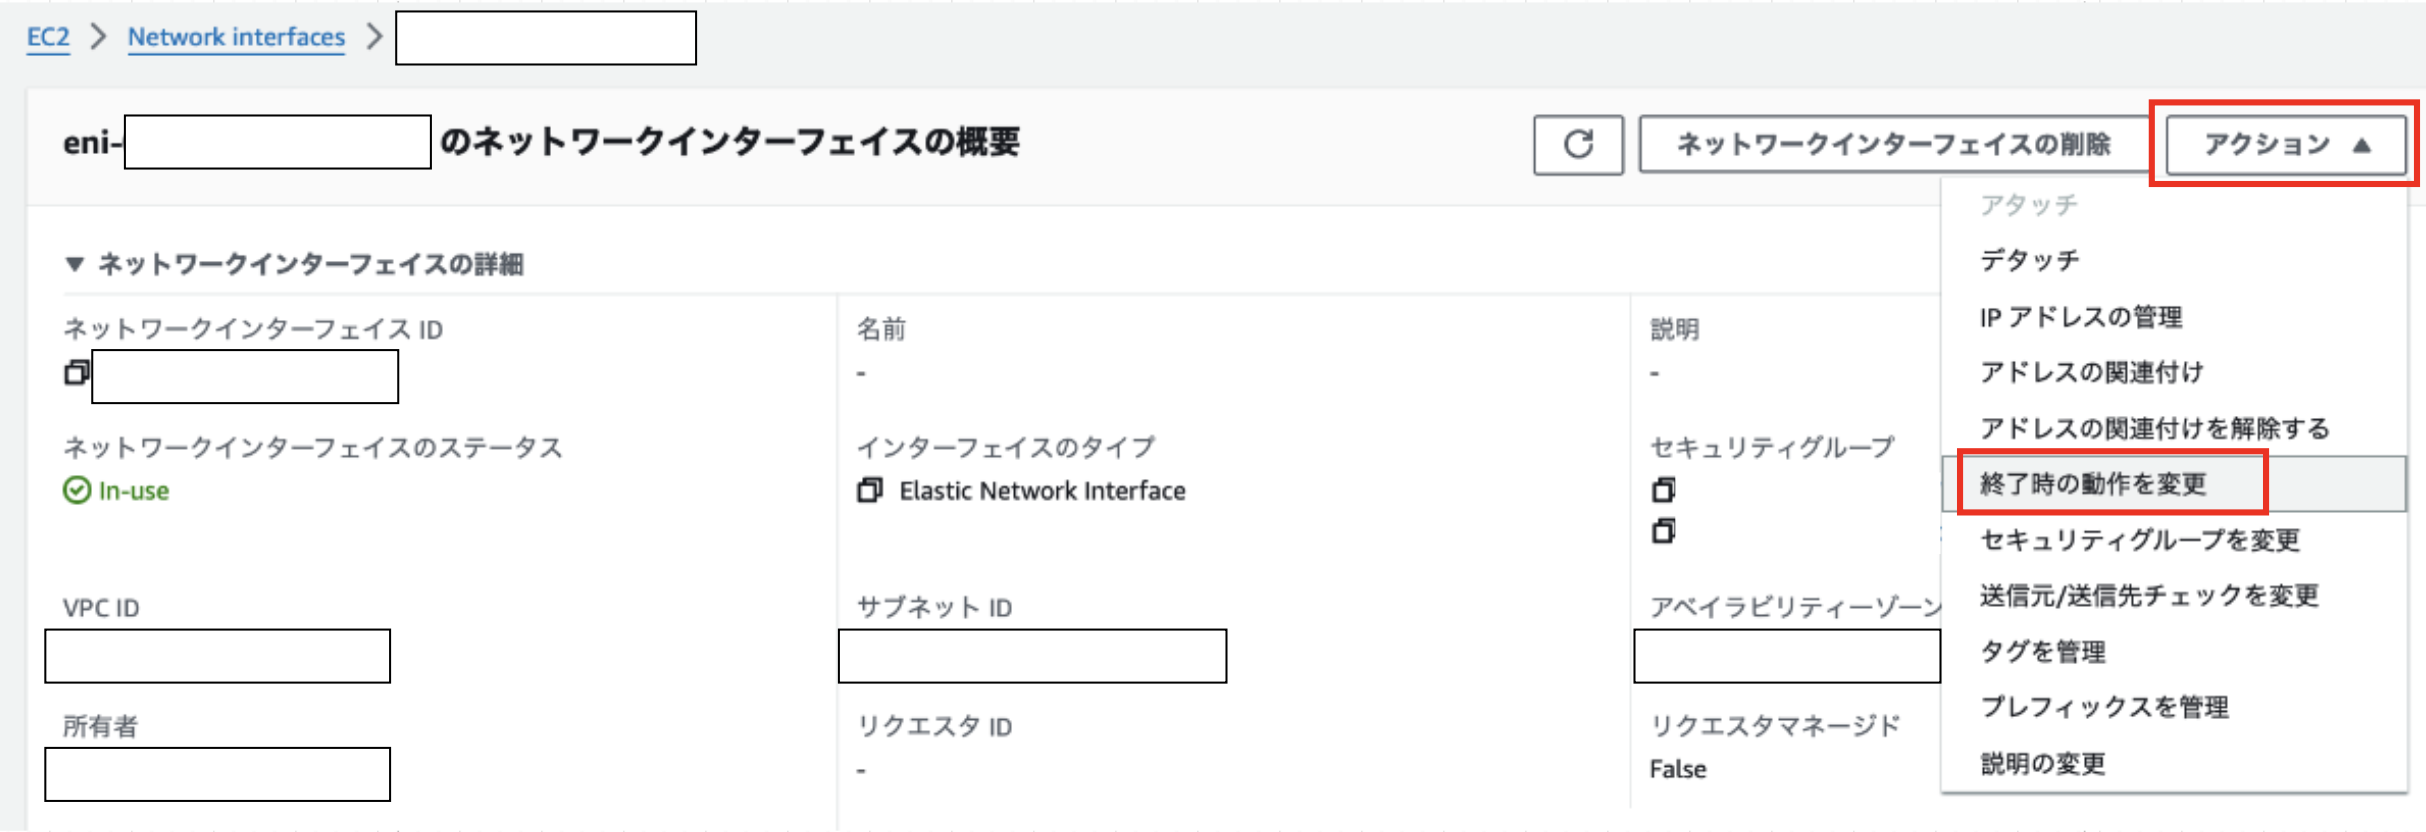 EC2 > Network interfaces >
eni- のネットワークインターフェイスの概要
ネットワークインターフェイスの削除
アクション ▲
アタッチ
デタッチ
IP アドレスの管理
アドレスの関連付け
アドレスの関連付けを解除する
終了時の動作を変更
セキュリティグループを変更
送信元/送信先チェックを変更
タグを管理
プレフィックスを管理
説明の変更
▼ ネットワークインターフェイスの詳細
ネットワークインターフェイス ID
名前
-
説明
-
ネットワークインターフェイスのステータス
In-use
インターフェイスのタイプ
Elastic Network Interface
セキュリティグループ
VPC ID
サブネット ID
アベイラビリティーゾーン
所有者
リクエスタ ID
-
リクエスタマネージド
False